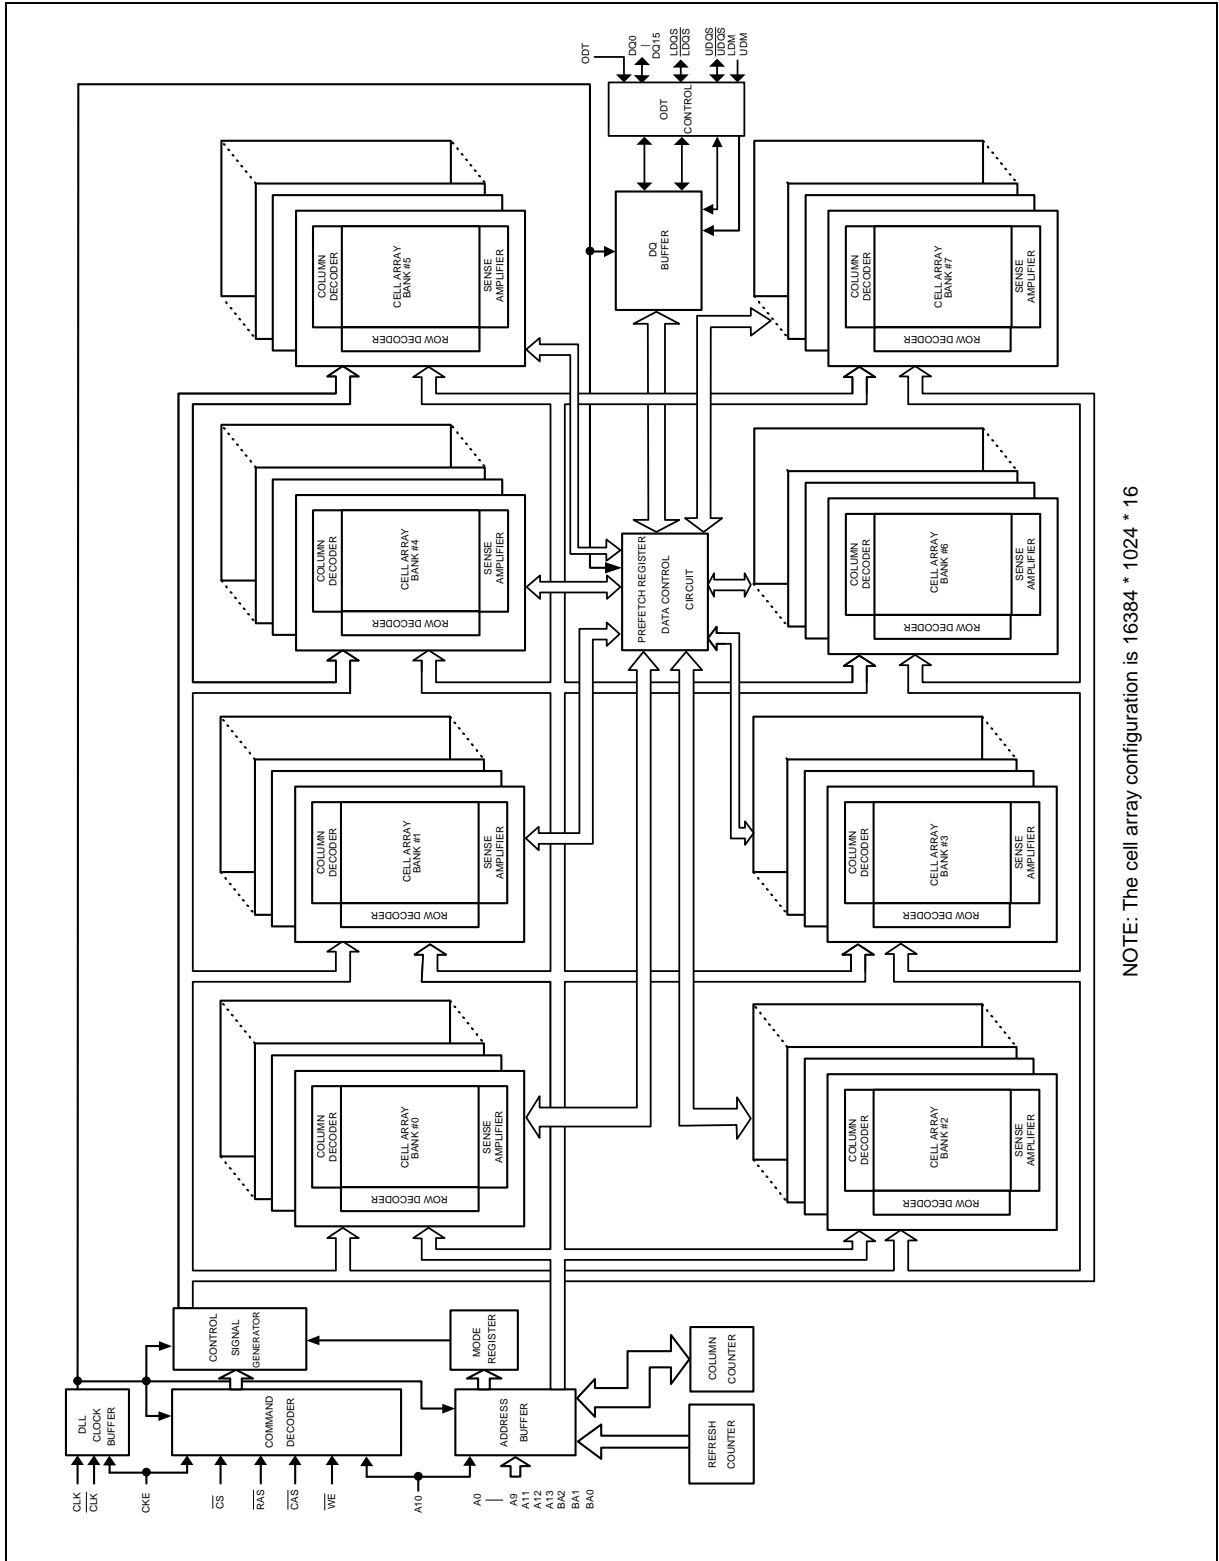 CLK
CLK
CKE
CS
RAS
CAS
WE
A10
A0
A9
A11
A12
A13
BA2
BA1
BA0
DLL
CLOCK
BUFFER
COMMAND
DECODER
ADDRESS
BUFFER
REFRESH
COUNTER
COLUMN
COUNTER
CONTROL
SIGNAL
GENERATOR
MODE
REGISTER
COLUMN
DECODER
CELL ARRAY
BANK #0
SENSE
AMPLIFIER
ROW DECODER
COLUMN
DECODER
CELL ARRAY
BANK #1
SENSE
AMPLIFIER
ROW DECODER
COLUMN
DECODER
CELL ARRAY
BANK #4
SENSE
AMPLIFIER
ROW DECODER
COLUMN
DECODER
CELL ARRAY
BANK #5
SENSE
AMPLIFIER
ROW DECODER
COLUMN
DECODER
CELL ARRAY
BANK #2
SENSE
AMPLIFIER
ROW DECODER
COLUMN
DECODER
CELL ARRAY
BANK #3
SENSE
AMPLIFIER
ROW DECODER
COLUMN
DECODER
CELL ARRAY
BANK #6
SENSE
AMPLIFIER
ROW DECODER
COLUMN
DECODER
CELL ARRAY
BANK #7
SENSE
AMPLIFIER
ROW DECODER
PREFETCH REGISTER
DATA CONTROL
CIRCUIT
DQ
BUFFER
ODT
CONTROL
ODT
DQ0
DQ15
LDQS
LDQS
UDQS
UDQS
LDM
UDM
NOTE: The cell array configuration is 16384 * 1024 * 16